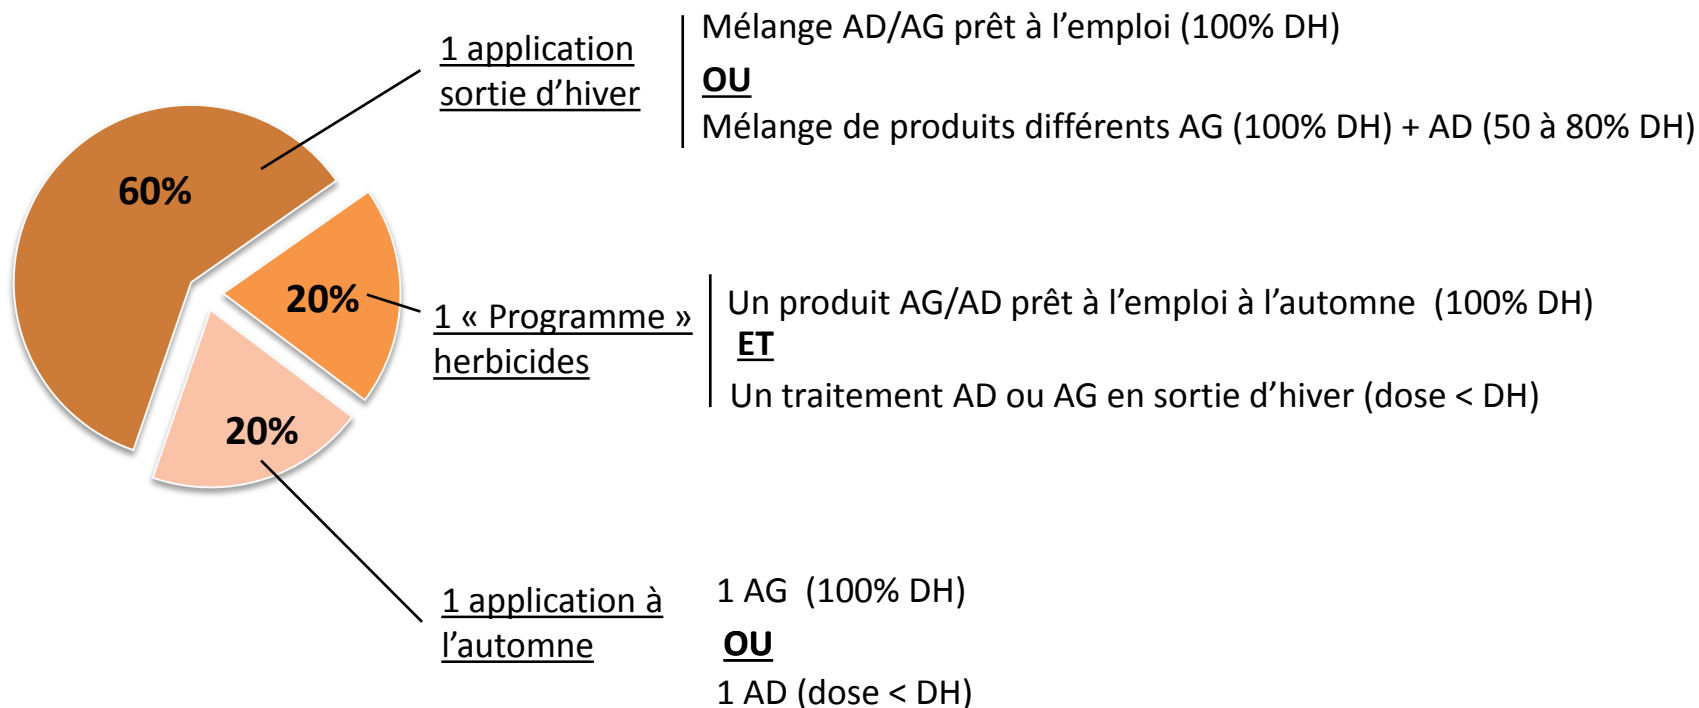 1 application
sortie d’hiver
Mélange AD/AG prêt à l’emploi (100% DH)
OU
Mélange de produits différents AG (100% DH) + AD (50 à 80% DH)
60%
20%
1 « Programme »
herbicides
Un produit AG/AD prêt à l’emploi à l’automne (100% DH)
ET
Un traitement AD ou AG en sortie d’hiver (dose < DH)
20%
1 application à
l’automne
1 AG (100% DH)
OU
1 AD (dose < DH)